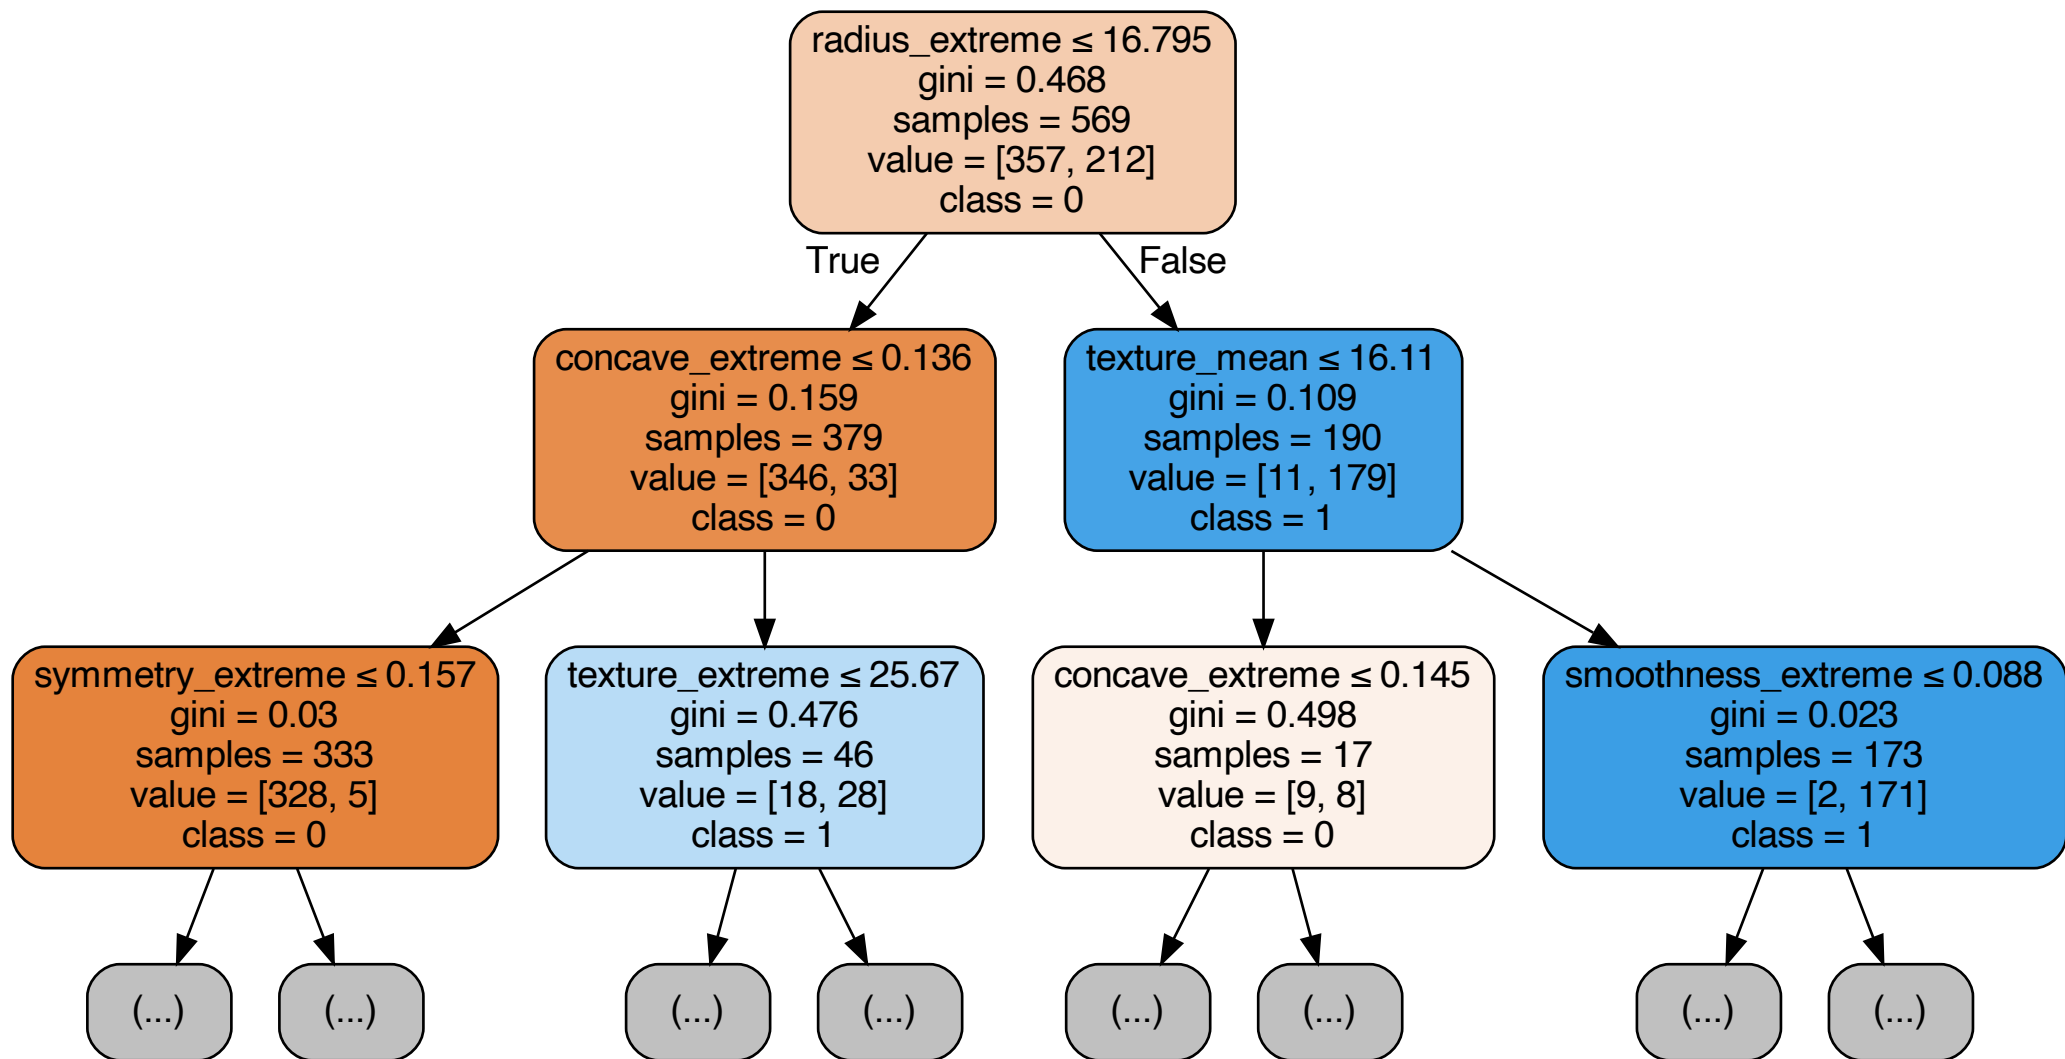 radius_extreme ≤ 16.795
gini = 0.468
samples = 569
value = [357, 212]
class = 0
True
False
concave_extreme ≤ 0.136
gini = 0.159
samples = 379
value = [346, 33]
class = 0
texture_mean ≤ 16.11
gini = 0.109
samples = 190
value = [11, 179]
class = 1
symmetry_extreme ≤ 0.157
gini = 0.03
samples = 333
value = [328, 5]
class = 0
texture_extreme ≤ 25.67
gini = 0.476
samples = 46
value = [18, 28]
class = 1
concave_extreme ≤ 0.145
gini = 0.498
samples = 17
value = [9, 8]
class = 0
smoothness_extreme ≤ 0.088
gini = 0.023
samples = 173
value = [2, 171]
class = 1
(...)
(...)
(...)
(...)
(...)
(...)
(...)
(...)